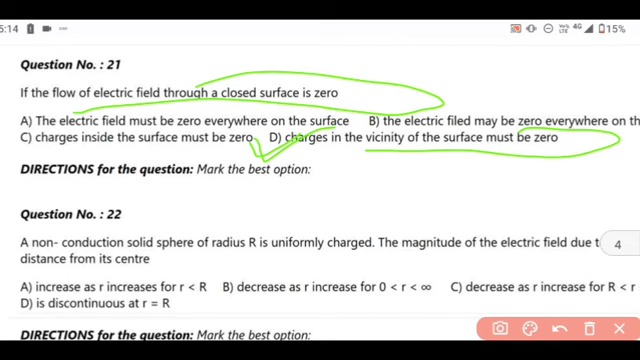 5:14 4G 15%
Question No. : 21
If the flow of electric field through a closed surface is zero
A) The electric field must be zero everywhere on the surface B) the electric filed may be zero everywhere on th
C) charges inside the surface must be zero D) charges in the vicinity of the surface must be zero
DIRECTIONS for the question: Mark the best option:
Question No. : 22
A non- conduction solid sphere of radius R is uniformly charged. The magnitude of the electric field due t
4
distance from its centre
A) increase as r increases for r < R B) decrease as r increase for 0 < r < ∞ C) decrease as r increase for R < r
D) is discontinuous at r = R
DIRECTIONS for the question: Mark the best option: